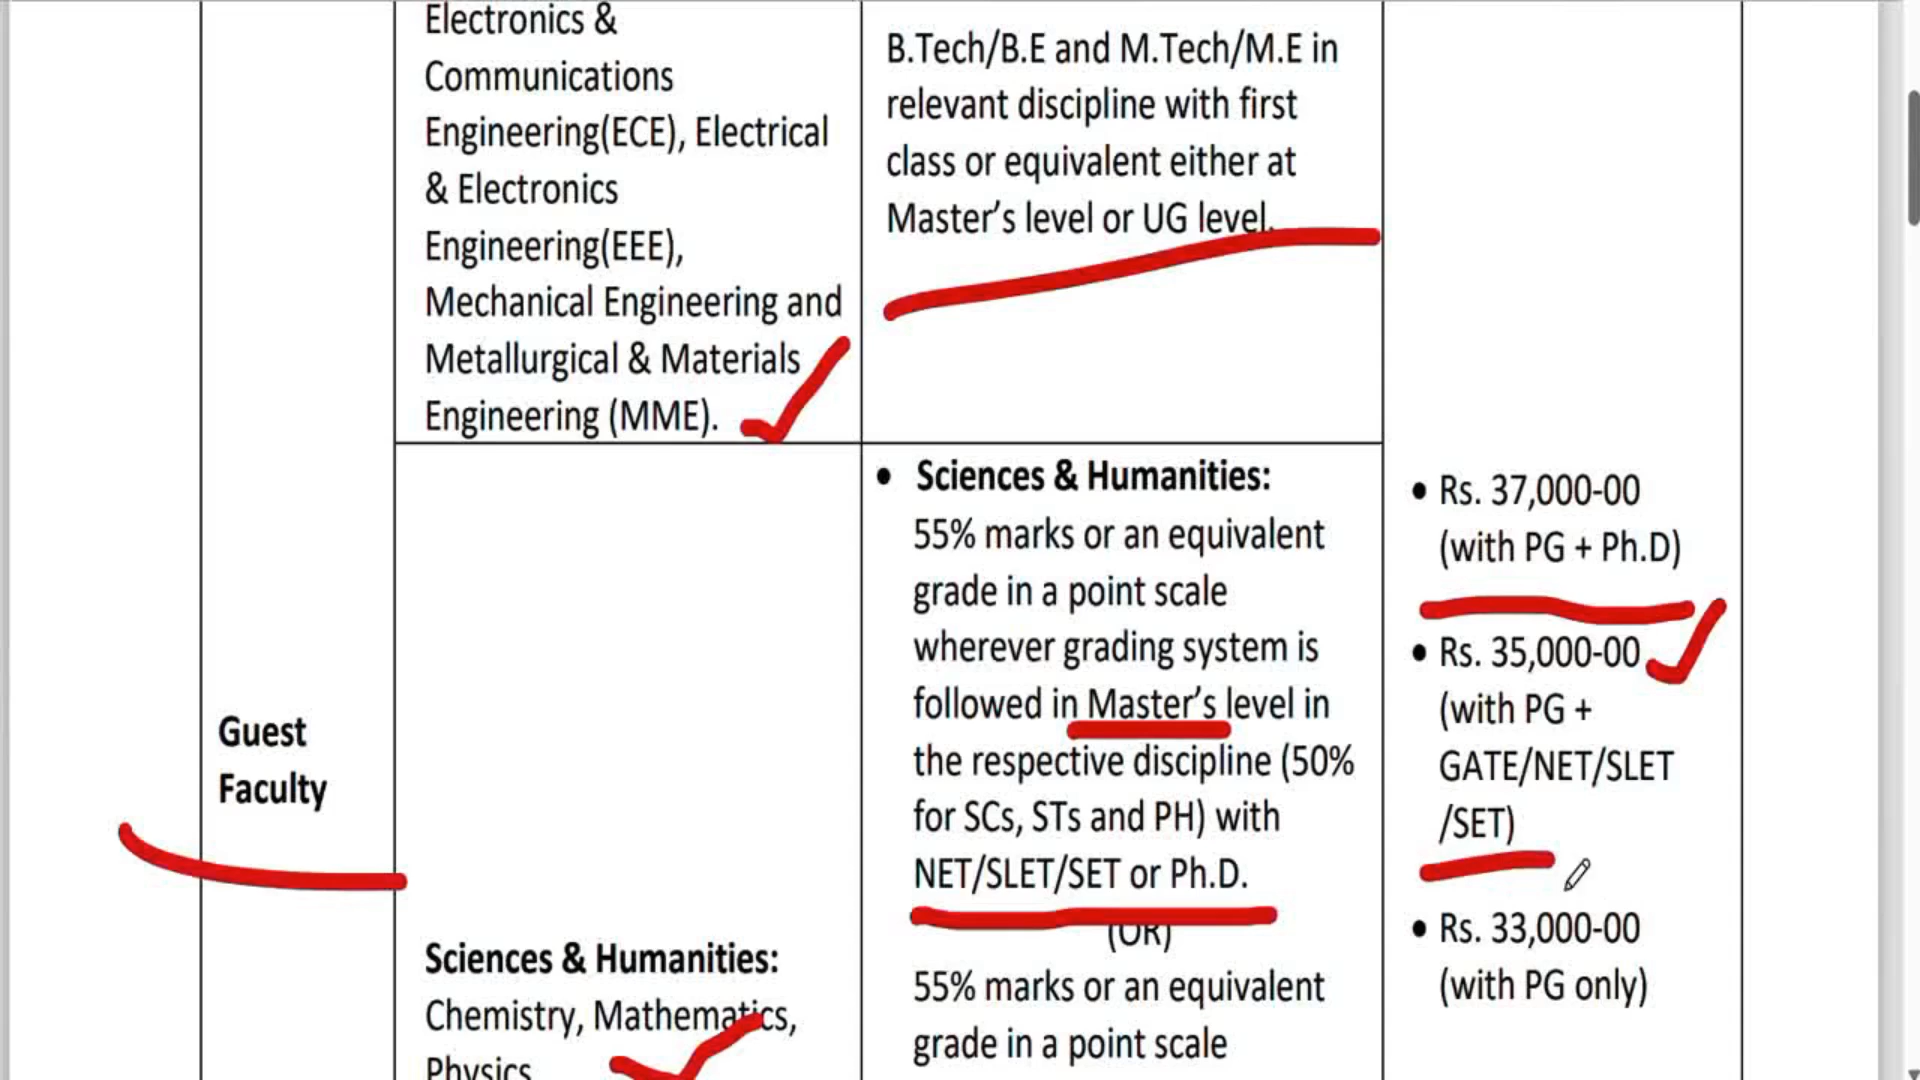 Electronics &
Communications
Engineering(ECE), Electrical
& Electronics
Engineering(EEE),
Mechanical Engineering and
Metallurgical & Materials
Engineering (MME).
B.Tech/B.E and M.Tech/M.E in
relevant discipline with first
class or equivalent either at
Master’s level or UG level.
Guest
Faculty
Sciences & Humanities:
Chemistry, Mathematics,
Physics
• Sciences & Humanities:
55% marks or an equivalent
grade in a point scale
wherever grading system is
followed in Master’s level in
the respective discipline (50%
for SCs, STs and PH) with
NET/SLET/SET or Ph.D.
(OR)
55% marks or an equivalent
grade in a point scale
• Rs. 37,000-00
(with PG + Ph.D)
• Rs. 35,000-00
(with PG +
GATE/NET/SLET
/SET)
• Rs. 33,000-00
(with PG only)